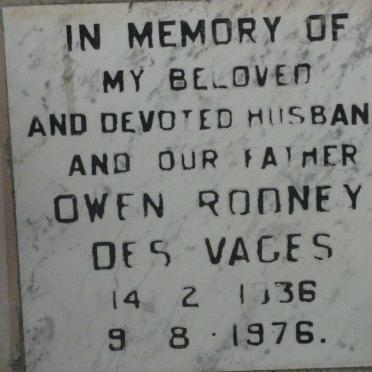 IN MEMORY OF
MY BELOVED
AND DEVOTED HUSBAN
AND OUR FATHER
OWEN RODNEY
DES VAGES
14 2 1936
9 8 · 1976.